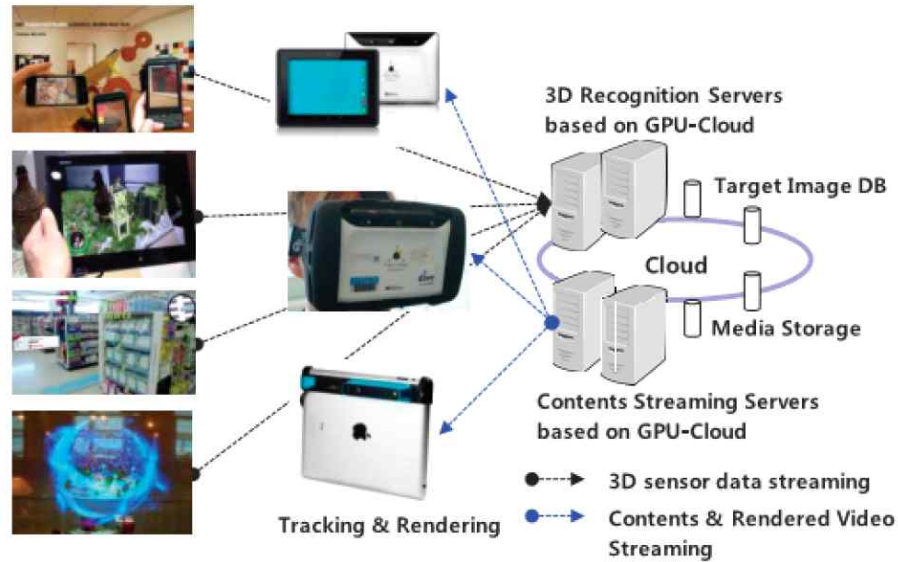 3D Recognition Servers
based on GPU-Cloud
Target Image DB
Cloud
Media Storage
Contents Streaming Servers
based on GPU-Cloud
3D sensor data streaming
Tracking & Rendering
Contents & Rendered Video
Streaming